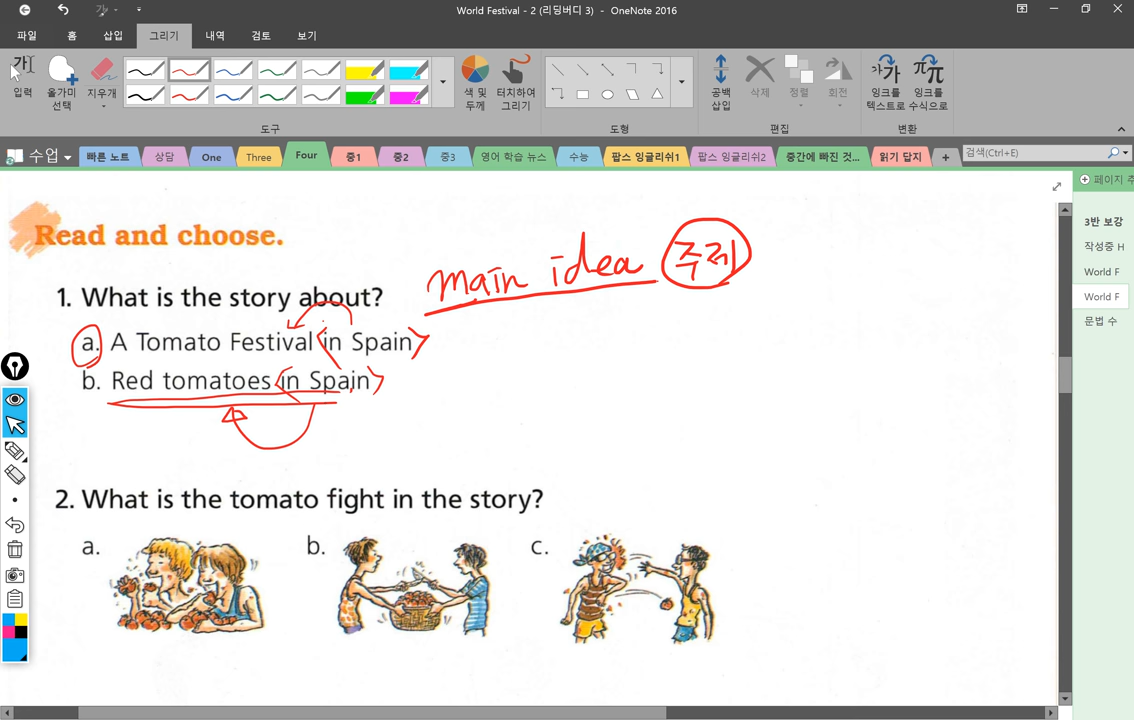 World Festival - 2 (리딩버디 3) - OneNote 2016
파일 홈 삽입 그리기 내역 검토 보기
입력
올가미 선택
지우개
색 및 두께
터치하여 그리기
공백 삽입
삭제
정렬
회전
잉크를 텍스트로
잉크를 수식으로
도구 도형 편집 변환
수업 빠른 노트 상담 One Three Four 중1 중2 중3 영어 학습 뉴스 수능 팝스 잉글리쉬1 팝스 잉글리쉬2 중간에 빠진 것... 읽기 답지 + 검색(Ctrl+E)
페이지 추
3반 보강
작성중 H
World F
World F
문법 수
Read and choose.
main idea 주제
1. What is the story about?
a. A Tomato Festival in Spain
b. Red tomatoes in Spain
2. What is the tomato fight in the story?
a. b. c.